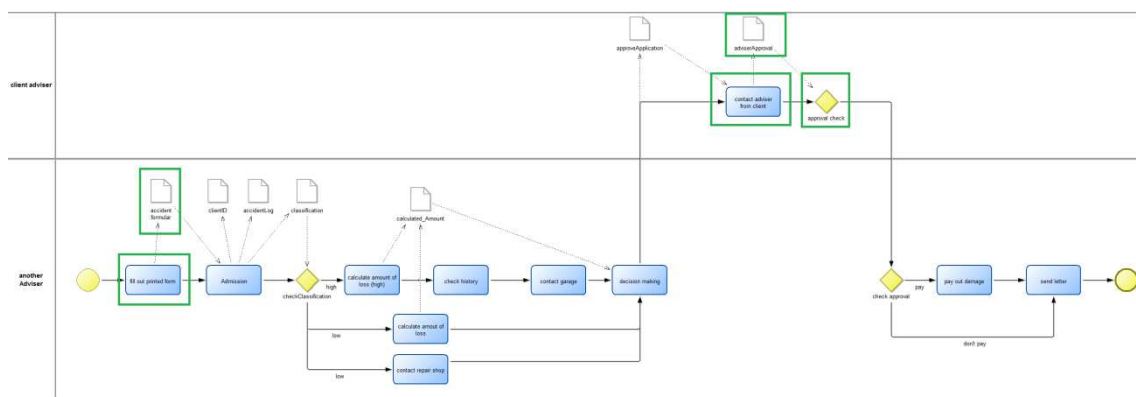 client adviser
approveApplication
adviserApproval
contact adviser
from client
approval check
another
Adviser
accident
formular
clientID
accidentLog
classification
calculated_Amount
fill out printed form
Admission
checkClassification
high
calculate amount of
loss (high)
check history
contact garage
decision making
check approval
pay
pay out damage
send letter
low
calculate amout of
loss
don't pay
low
contact repair shop